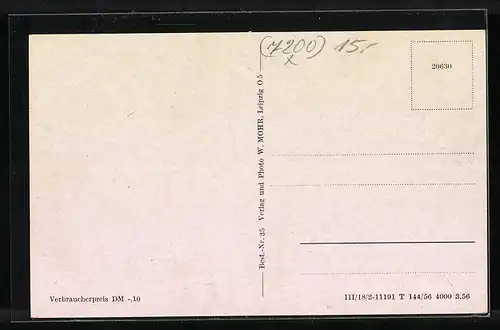 (7200) 15,-
x
20630
Best.-Nr. 35 Verlag und Photo W. MOHR, Leipzig O 5
Verbraucherpreis DM -,10
III/18/2-11191 T 144/56 4000 3.56